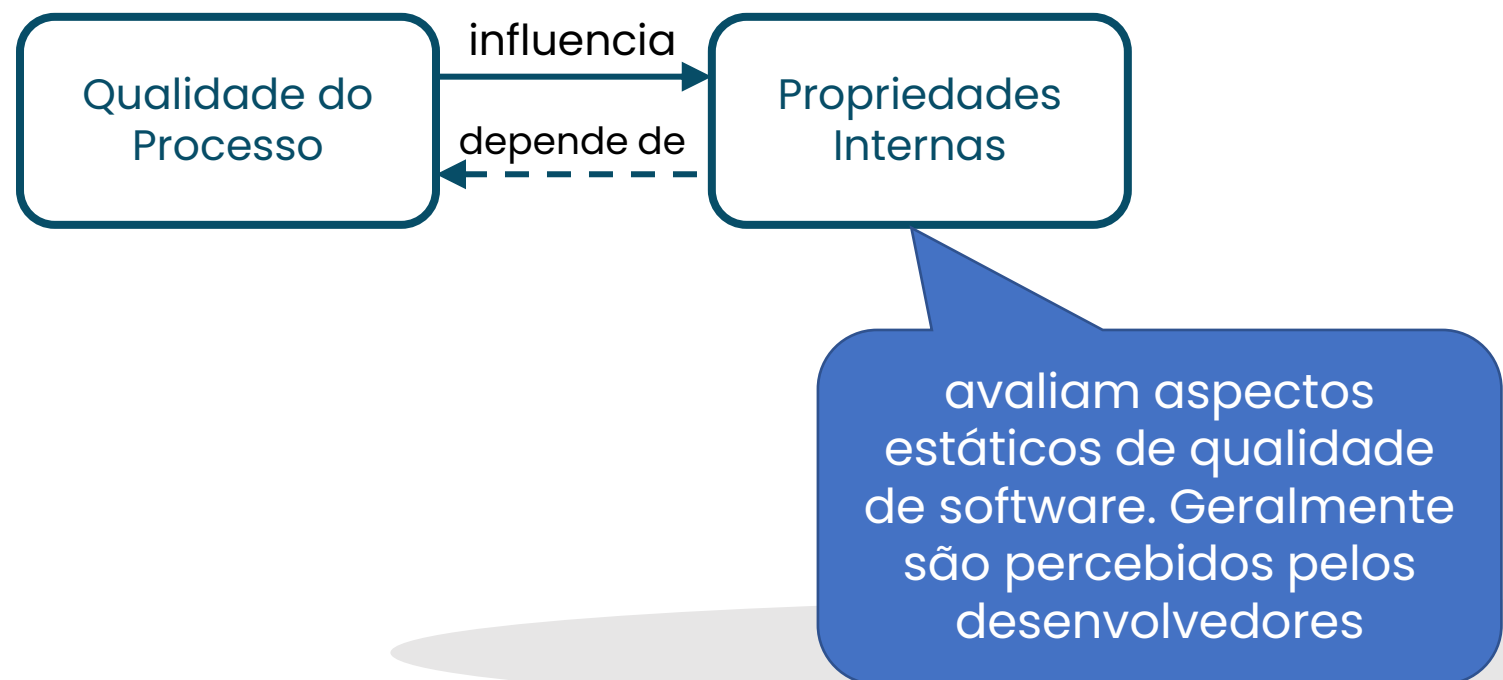 Qualidade do
Processo
influencia
depende de
Propriedades
Internas
avaliam aspectos
estáticos de qualidade
de software. Geralmente
são percebidos pelos
desenvolvedores